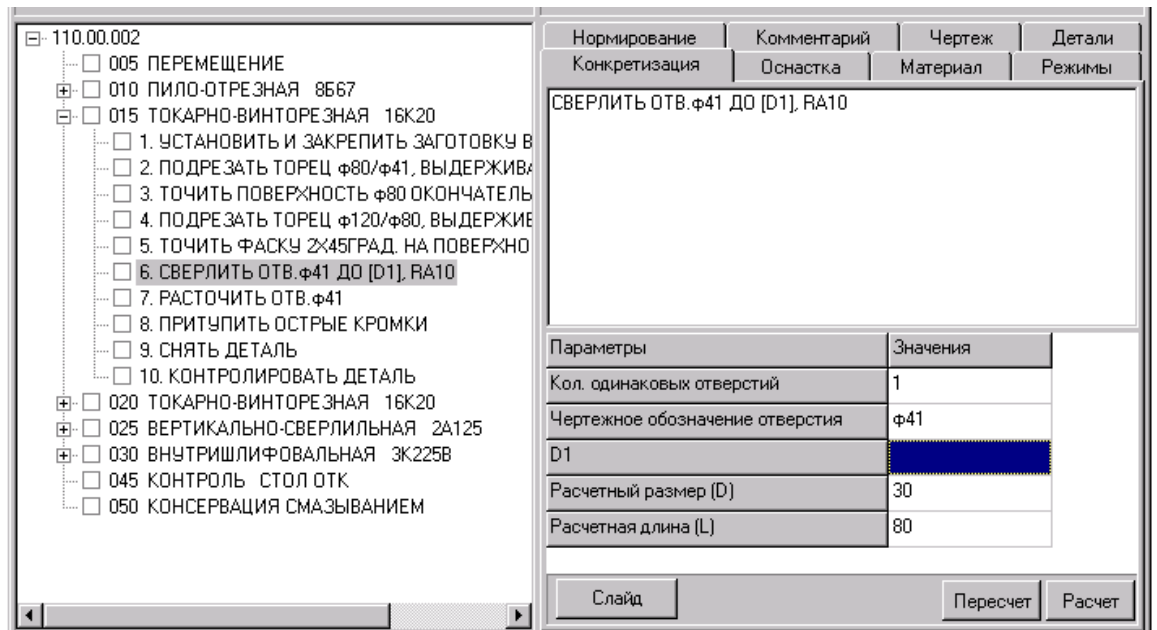 110.00.002
005 ПЕРЕМЕЩЕНИЕ
010 ПИЛО-ОТРЕЗНАЯ 8Б67
015 ТОКАРНО-ВИНТОРЕЗНАЯ 16К20
1. УСТАНОВИТЬ И ЗАКРЕПИТЬ ЗАГОТОВКУ В
2. ПОДРЕЗАТЬ ТОРЕЦ ф80/ф41, ВЫДЕРЖИВА
3. ТОЧИТЬ ПОВЕРХНОСТЬ ф80 ОКОНЧАТЕЛЬ
4. ПОДРЕЗАТЬ ТОРЕЦ ф120/ф80, ВЫДЕРЖИВ
5. ТОЧИТЬ ФАСКУ 2Х45ГРАД. НА ПОВЕРХНО
6. СВЕРЛИТЬ ОТВ.ф41 ДО [D1], RA10
7. РАСТОЧИТЬ ОТВ.ф41
8. ПРИТУПИТЬ ОСТРЫЕ КРОМКИ
9. СНЯТЬ ДЕТАЛЬ
10. КОНТРОЛИРОВАТЬ ДЕТАЛЬ
020 ТОКАРНО-ВИНТОРЕЗНАЯ 16К20
025 ВЕРТИКАЛЬНО-СВЕРЛИЛЬНАЯ 2А125
030 ВНУТРИШЛИФОВАЛЬНАЯ 3К225В
045 КОНТРОЛЬ СТОЛ ОТК
050 КОНСЕРВАЦИЯ СМАЗЫВАНИЕМ
Нормирование Комментарий Чертеж Детали
Конкретизация Оснастка Материал Режимы
СВЕРЛИТЬ ОТВ.ф41 ДО [D1], RA10
Параметры Значения
Кол. одинаковых отверстий 1
Чертежное обозначение отверстия ф41
D1
Расчетный размер (D) 30
Расчетная длина (L) 80
Слайд Пересчет Расчет